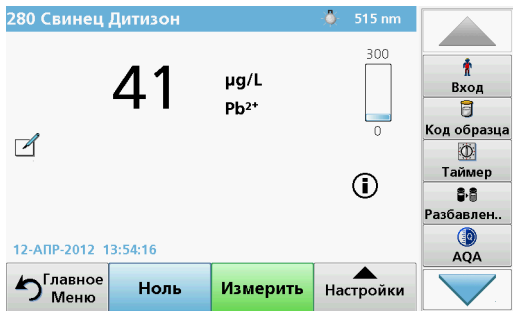 280 Свинец Дитизон
515 nm
41
µg/L
Pb²⁺
300
0
12-АПР-2012 13:54:16
Главное
Меню
Ноль
Измерить
Настройки
Вход
Код образца
Таймер
Разбавлен..
AQA